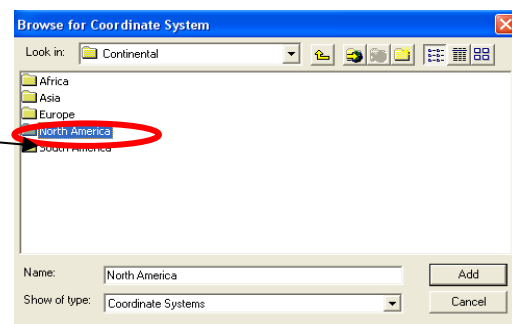 Browse for Coordinate System
Look in: Continental
Africa
Asia
Europe
North America
South America
Name: North America Add
Show of type: Coordinate Systems Cancel